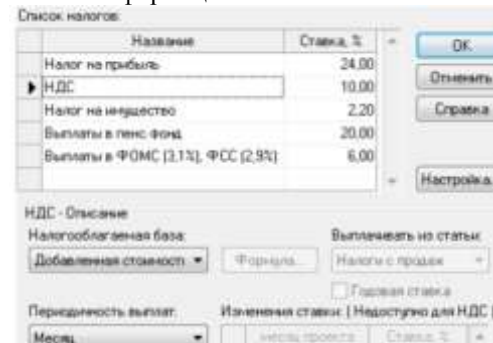 Список налогов:
Название Ставка, %
Налог на прибыль 24,00
НДС 10,00
Налог на имущество 2,20
Выплаты в пенс. фонд 20,00
Выплаты в ФОМС (3,1%), ФСС (2,9%) 6,00
OK
Отменить
Справка
Настройка.
НДС - Описание
Налогооблагаемая база: Выплачивать из статьи:
Добавленная стоимость Формула... Налоги с продаж
Годовая ставка
Периодичность выплат: Изменения ставки: (Недоступно для НДС
Месяц месяц проекта Ставка, %